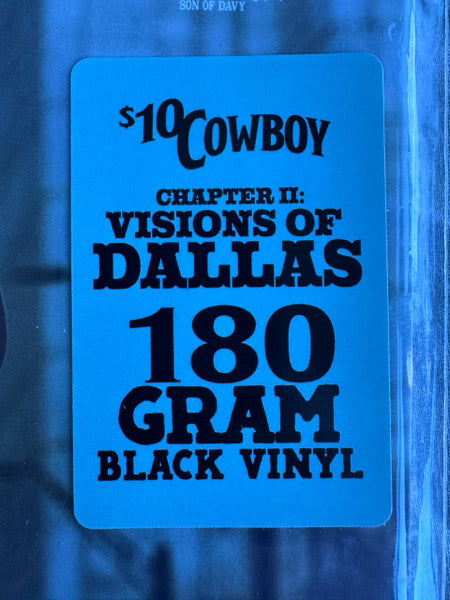 SON OF DAVY
$10 COWBOY
CHAPTER II:
VISIONS OF
DALLAS
180
GRAM
BLACK VINYL